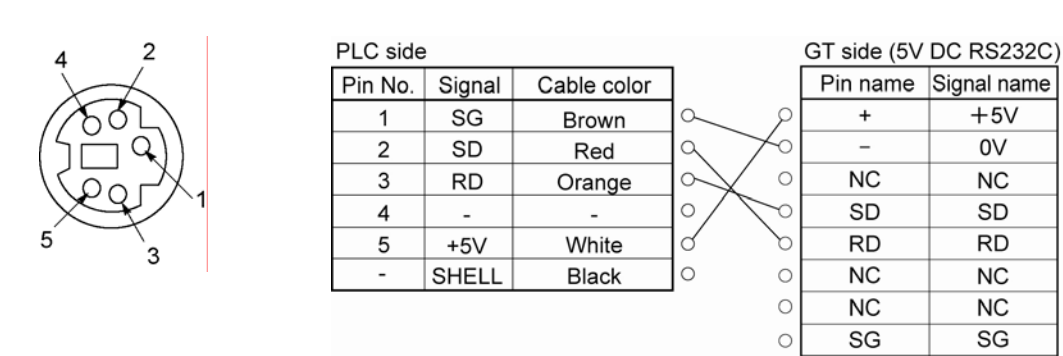 4 2
1
5 3
PLC side
Pin No. Signal Cable color
1 SG Brown
2 SD Red
3 RD Orange
4 - -
5 +5V White
- SHELL Black
GT side (5V DC RS232C)
Pin name Signal name
+ +5V
− 0V
NC NC
SD SD
RD RD
NC NC
NC NC
SG SG